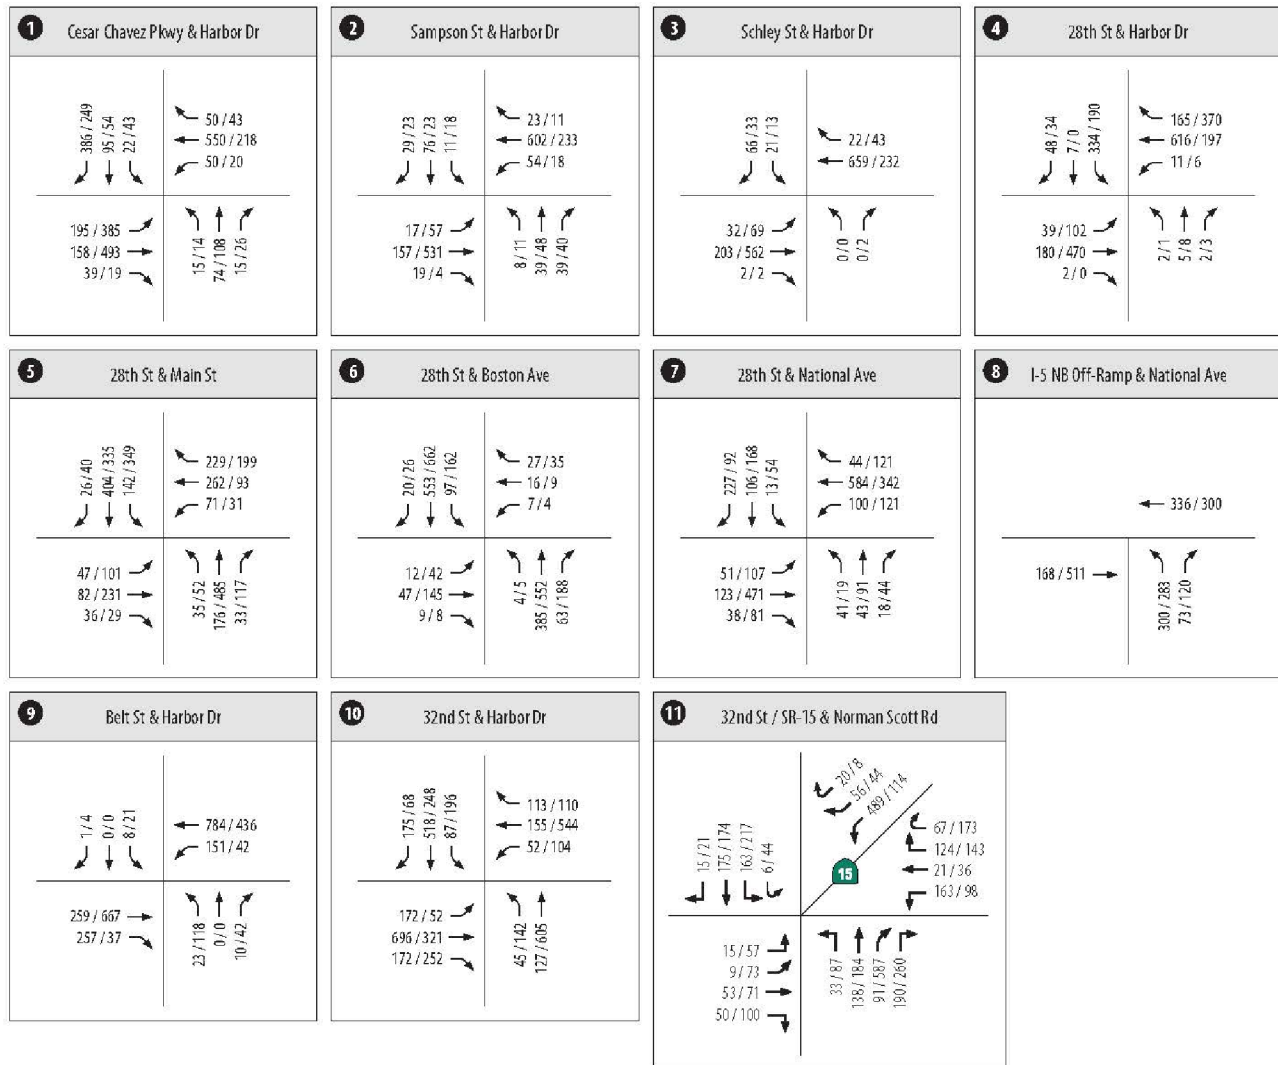 1 Cesar Chavez Pkwy & Harbor Dr
386 / 249
95 / 54
22 / 43
50 / 43
550 / 218
50 / 20
195 / 385
158 / 493
39 / 19
15 / 14
74 / 108
15 / 26
2 Sampson St & Harbor Dr
29 / 23
76 / 23
11 / 18
23 / 11
602 / 233
54 / 18
17 / 57
157 / 531
19 / 4
8 / 11
39 / 48
39 / 40
3 Schley St & Harbor Dr
66 / 33
21 / 13
22 / 43
659 / 232
32 / 69
203 / 562
2 / 2
0 / 0
0 / 2
4 28th St & Harbor Dr
48 / 34
7 / 0
334 / 190
165 / 370
616 / 197
11 / 6
39 / 102
180 / 470
2 / 0
2 / 1
5 / 8
2 / 3
5 28th St & Main St
26 / 40
404 / 335
142 / 349
229 / 199
262 / 93
71 / 31
47 / 101
82 / 231
36 / 29
35 / 52
176 / 485
33 / 117
6 28th St & Boston Ave
20 / 26
553 / 662
97 / 162
27 / 35
16 / 9
7 / 4
12 / 42
47 / 145
9 / 8
4 / 5
385 / 552
63 / 188
7 28th St & National Ave
227 / 92
106 / 168
13 / 54
44 / 121
584 / 342
100 / 121
51 / 107
123 / 471
38 / 81
41 / 19
43 / 91
18 / 44
8 I-5 NB Off-Ramp & National Ave
336 / 300
168 / 511
300 / 283
73 / 120
9 Belt St & Harbor Dr
1 / 4
0 / 0
8 / 21
784 / 436
151 / 42
259 / 667
257 / 37
23 / 118
0 / 0
10 / 42
10 32nd St & Harbor Dr
175 / 68
518 / 248
87 / 196
113 / 110
155 / 544
52 / 104
172 / 52
696 / 321
172 / 252
45 / 142
127 / 605
11 32nd St / SR-15 & Norman Scott Rd
15 / 21
175 / 174
163 / 217
6 / 44
20 / 8
56 / 44
489 / 114
15
67 / 173
124 / 143
21 / 36
163 / 98
15 / 57
9 / 73
53 / 71
50 / 100
33 / 87
138 / 184
91 / 587
190 / 260